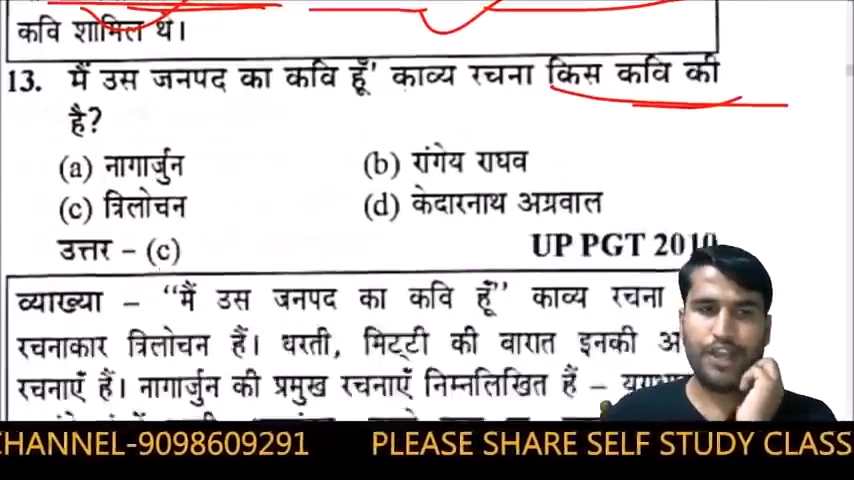 कवि शामिल थे।
13. मैं उस जनपद का कवि हूँ' काव्य रचना किस कवि की
है?
(a) नागार्जुन (b) रांगेय राघव
(c) त्रिलोचन (d) केदारनाथ अग्रवाल
उत्तर – (c) UP PGT 2010
व्याख्या – "मैं उस जनपद का कवि हूँ" काव्य रचना
रचनाकार त्रिलोचन हैं। धरती, मिट्टी की वारात इनकी
रचनाएँ हैं। नागार्जुन की प्रमुख रचनाएँ निम्नलिखित हैं –
CHANNEL-9098609291 PLEASE SHARE SELF STUDY CLASS